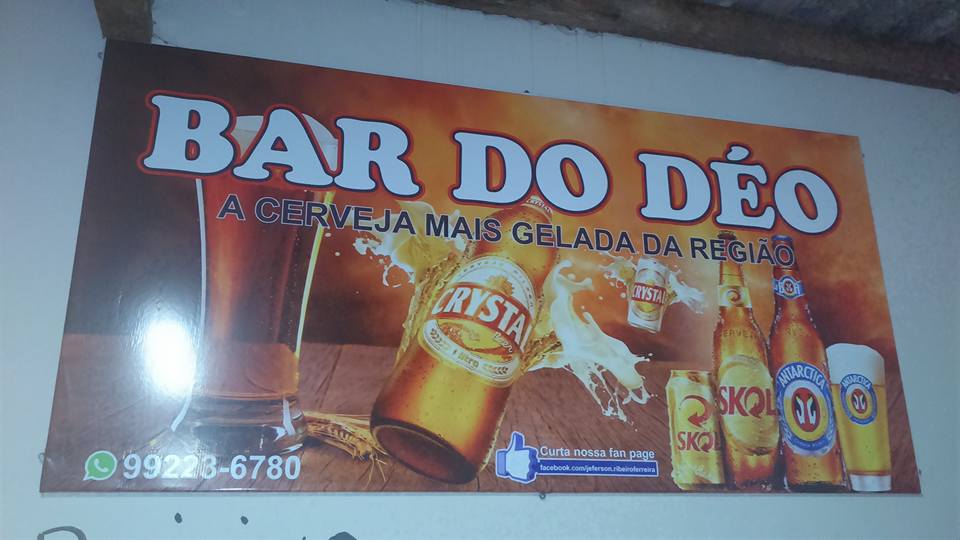 BAR DO DÉO
A CERVEJA MAIS GELADA DA REGIÃO
CRYSTAL
CRYSTAL
SKOL
SKOL
ANTARCTICA
ANTARCTICA
Curta nossa fan page
facebook.com/jeferson.ribeiroferreira
99223-6780